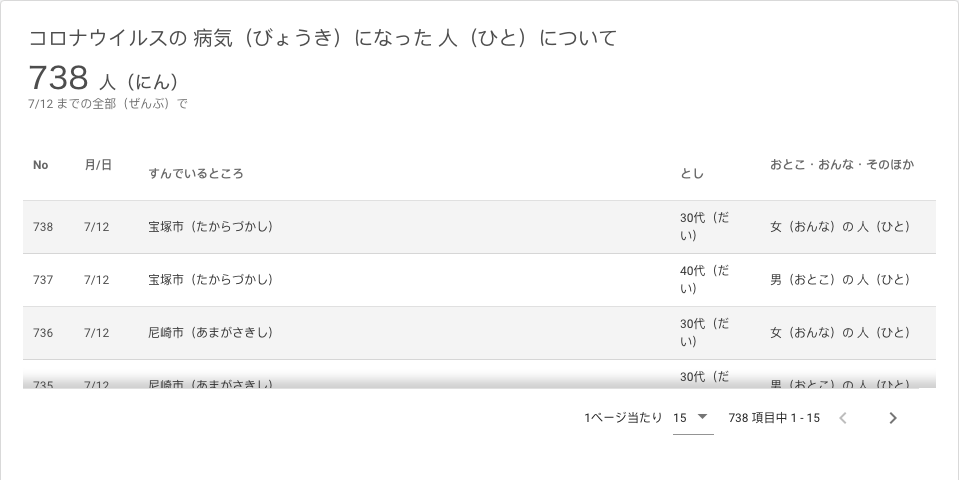 コロナウイルスの 病気（びょうき）になった 人（ひと）について
738 人（にん）
7/12 までの全部（ぜんぶ）で
No 月/日 すんでいるところ とし おとこ・おんな・そのほか
738 7/12 宝塚市（たからづかし） 30代（だい） 女（おんな）の 人（ひと）
737 7/12 宝塚市（たからづかし） 40代（だい） 男（おとこ）の 人（ひと）
736 7/12 尼崎市（あまがさきし） 30代（だい） 女（おんな）の 人（ひと）
735 7/12 尼崎市（あまがさきし） 30代（だ 男（おとこ）の 人（ひと）
1ページ当たり 15 738 項目中 1 - 15